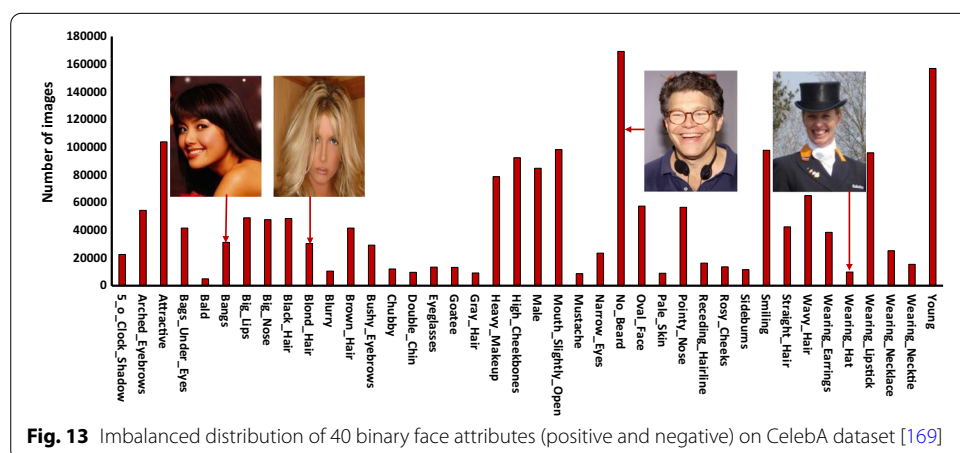 180000
160000
140000
120000
100000
80000
60000
40000
20000
0
Number of images
5_o_Clock_Shadow
Arched_Eyebrows
Attractive
Bags_Under_Eyes
Bald
Bangs
Big_Lips
Big_Nose
Black_Hair
Blond_Hair
Blurry
Brown_Hair
Bushy_Eyebrows
Chubby
Double_Chin
Eyeglasses
Goatee
Gray_Hair
Heavy_Makeup
High_Cheekbones
Male
Mouth_Slightly_Open
Mustache
Narrow_Eyes
No_Beard
Oval_Face
Pale_Skin
Pointy_Nose
Receding_Hairline
Rosy_Cheeks
Sideburns
Smiling
Straight_Hair
Wavy_Hair
Wearing_Earrings
Wearing_Hat
Wearing_Lipstick
Wearing_Necklace
Wearing_Necktie
Young
Fig. 13 Imbalanced distribution of 40 binary face attributes (positive and negative) on CelebA dataset [169]